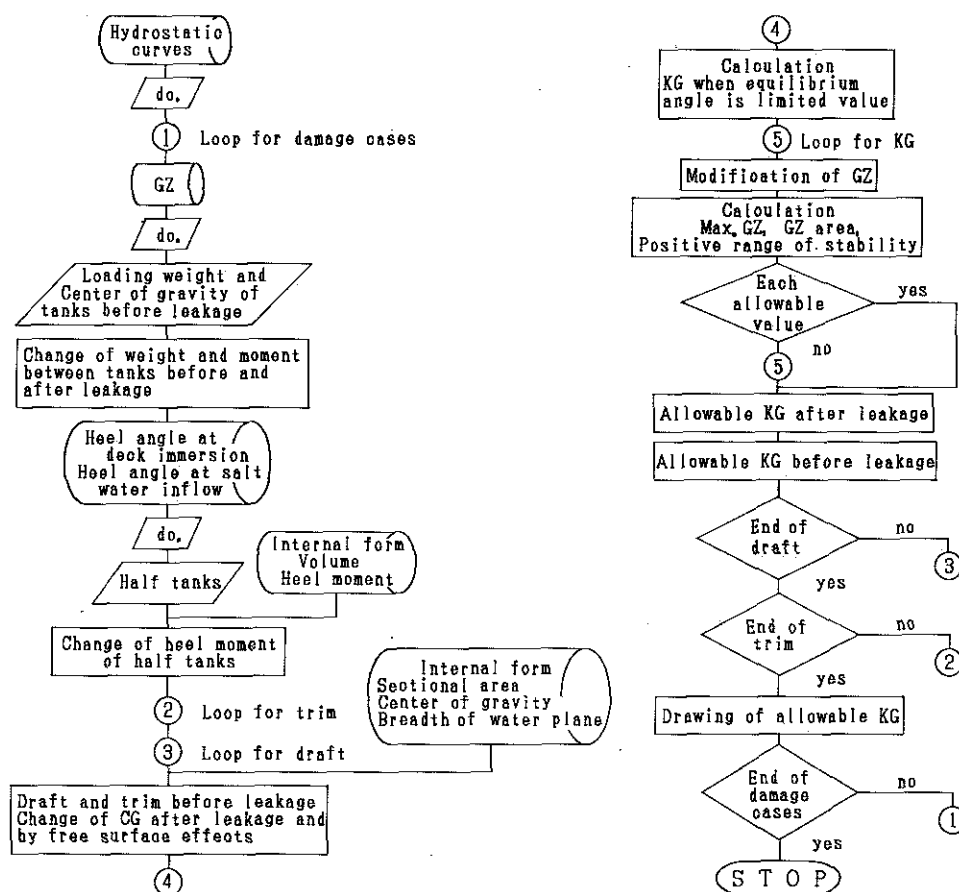 Hydrostatic
curves
do.
1 Loop for damage cases
GZ
do.
Loading weight and
Center of gravity of
tanks before leakage
Change of weight and moment
between tanks before and
after leakage
Heel angle at
deck immersion
Heel angle at salt
water inflow
do.
Internal form
Volume
Heel moment
Half tanks
Change of heel moment
of half tanks
Internal form
Sectional area
Center of gravity
Breadth of water plane
2 Loop for trim
3 Loop for draft
Draft and trim before leakage
Change of CG after leakage and
by free surface effects
4
4
Calculation
KG when equilibrium
angle is limited value
5 Loop for KG
Modification of GZ
Calculation
Max. GZ, GZ area,
Positive range of stability
Each
allowable
value
yes
no
5
Allowable KG after leakage
Allowable KG before leakage
End of
draft
no
3
yes
End of
trim
no
2
yes
Drawing of allowable KG
End of
damage
cases
no
1
yes
S T O P